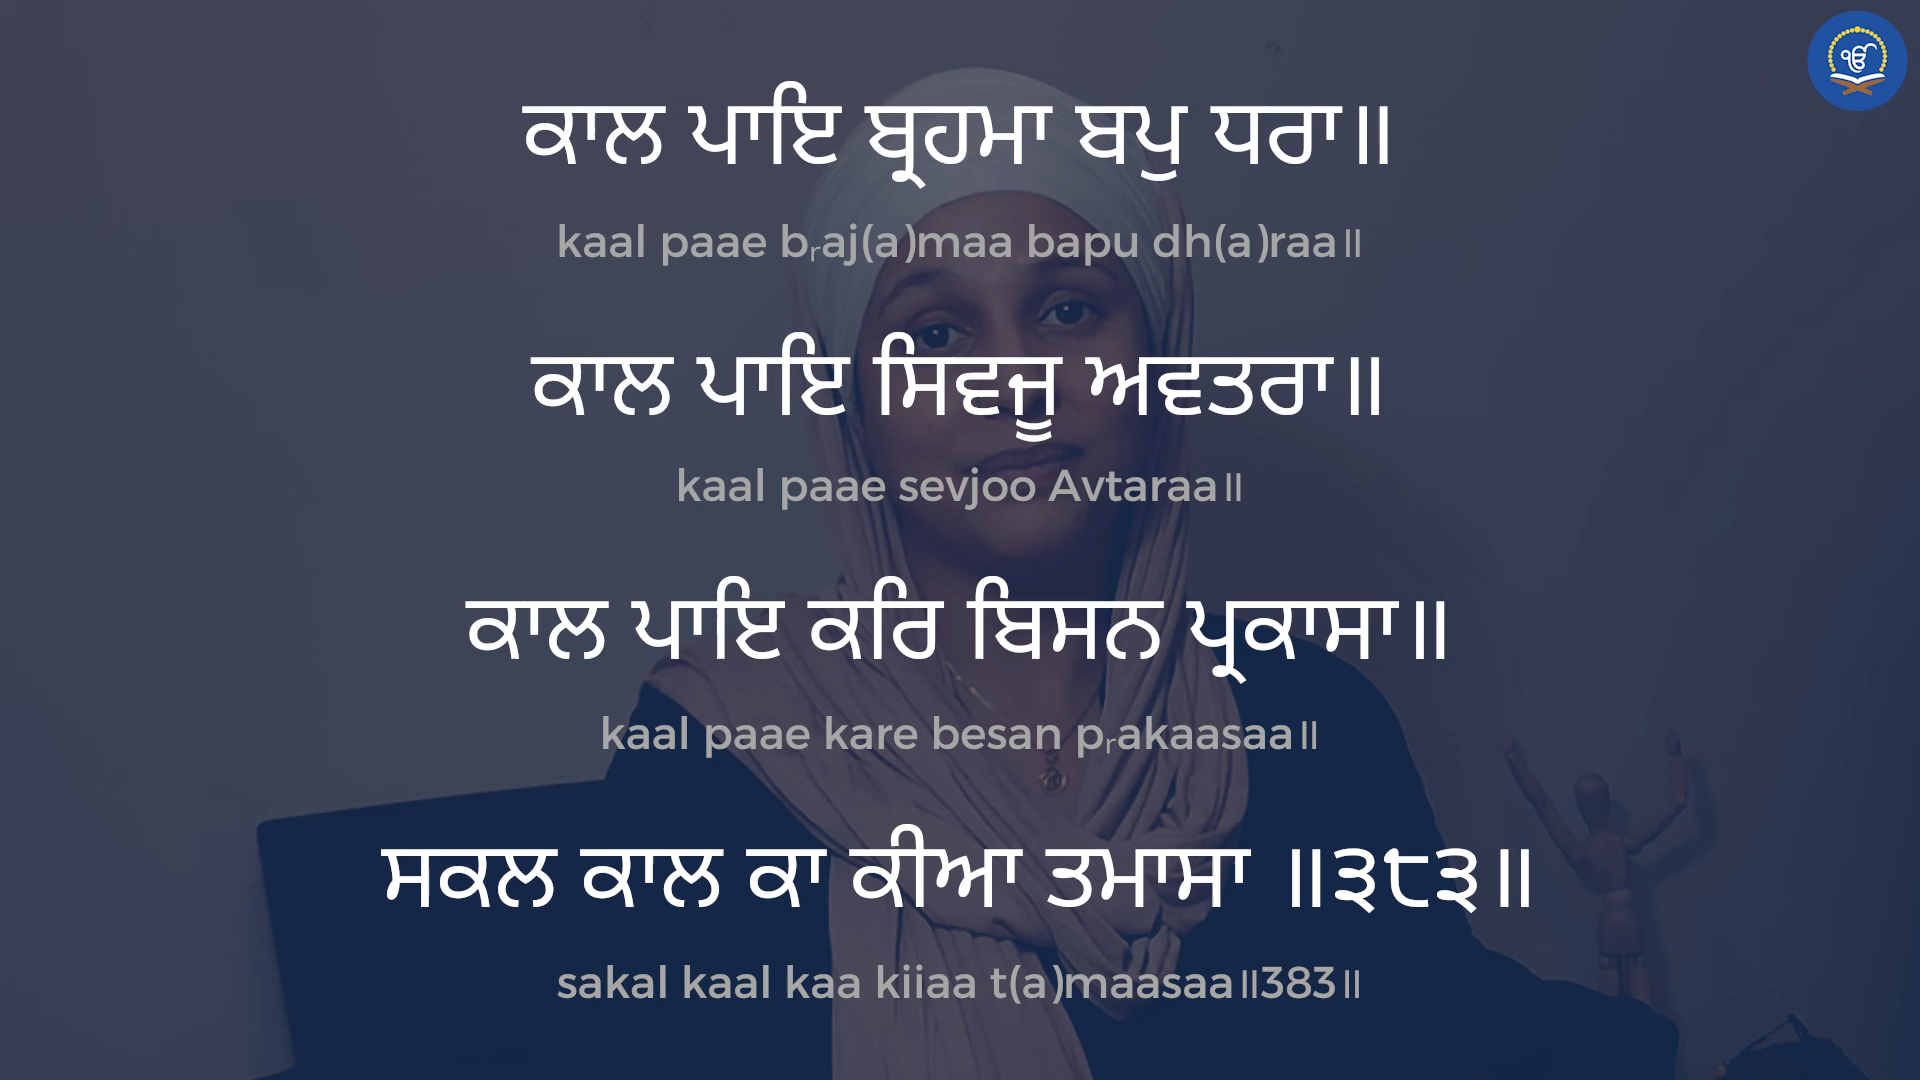 ਕਾਲ ਪਾਇ ਬ੍ਰਹਮਾ ਬਪੁ ਧਰਾ॥
kaal paae bᵣaj(a)maa bapu dh(a)raa॥
ਕਾਲ ਪਾਇ ਸਿਵਜੂ ਅਵਤਰਾ॥
kaal paae sevjoo Avtaraa॥
ਕਾਲ ਪਾਇ ਕਰਿ ਬਿਸਨ ਪ੍ਰਕਾਸਾ॥
kaal paae kare besan pᵣakaasaa॥
ਸਕਲ ਕਾਲ ਕਾ ਕੀਆ ਤਮਾਸਾ ॥੩੮੩॥
sakal kaal kaa kiiaa t(a)maasaa॥383॥
ੴ